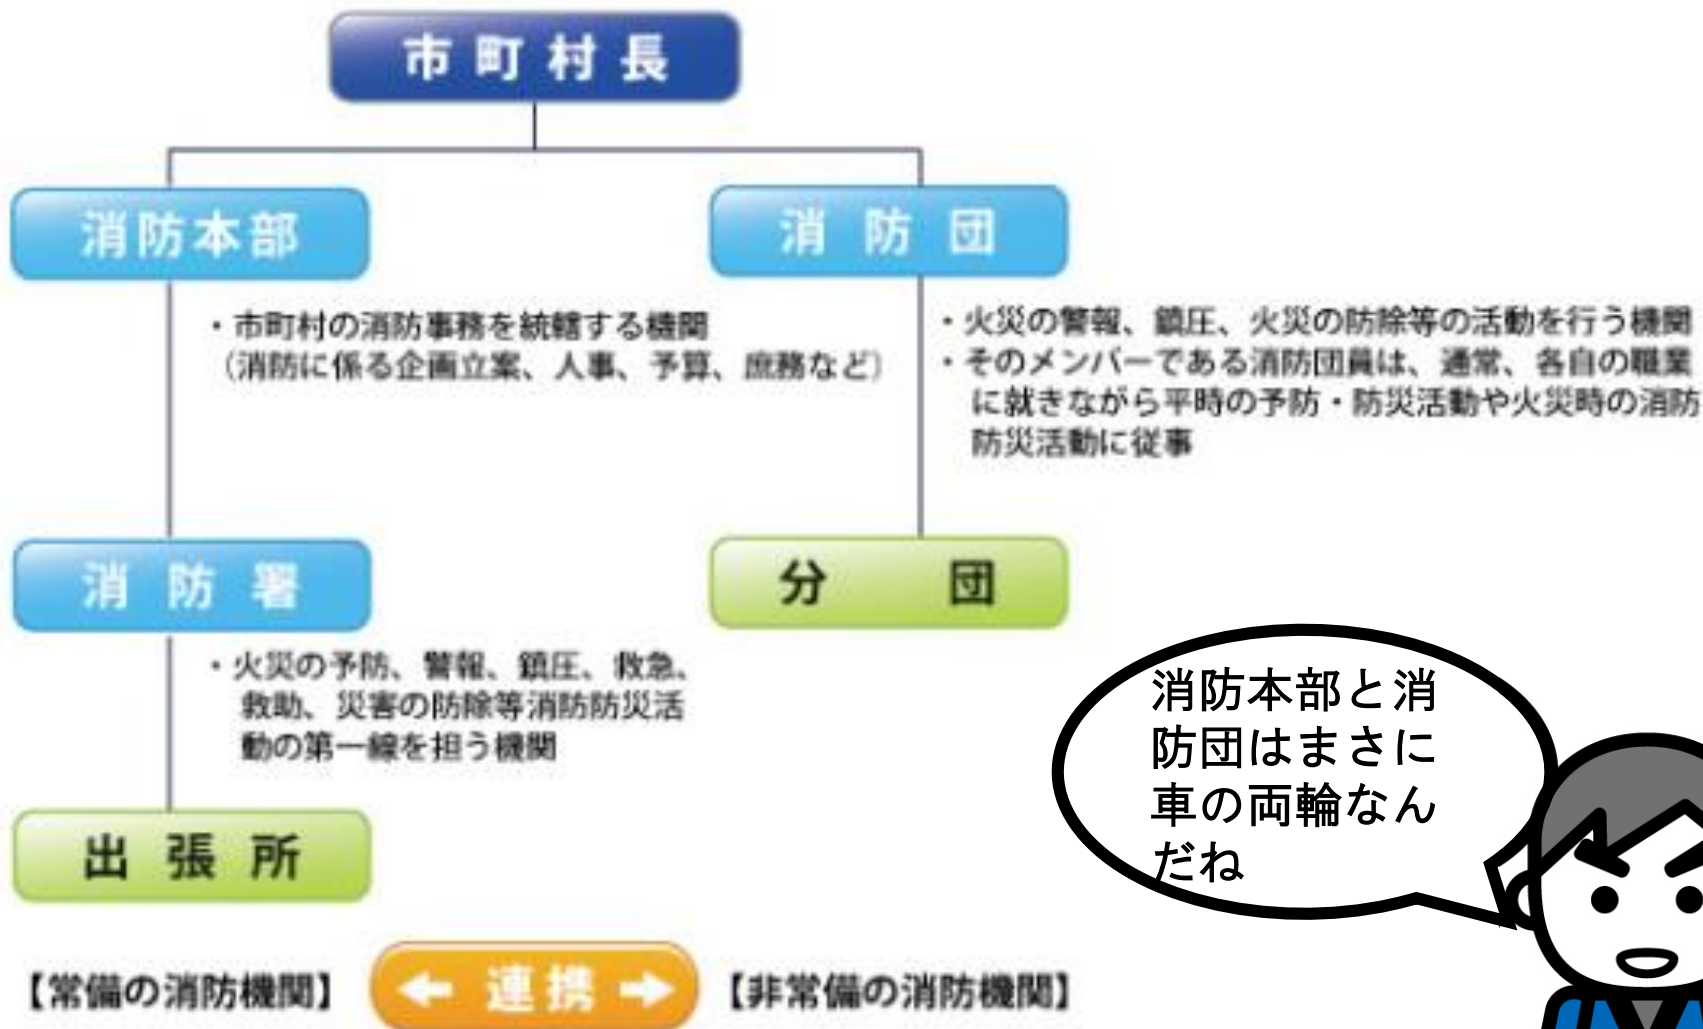 市町村長
消防本部
消防団
・市町村の消防事務を統轄する機関
（消防に係る企画立案、人事、予算、庶務など）
・火災の警報、鎮圧、火災の防除等の活動を行う機関
・そのメンバーである消防団員は、通常、各自の職業
に就きながら平時の予防・防災活動や火災時の消防
防災活動に従事
消防署
分団
・火災の予防、警報、鎮圧、救急、
救助、災害の防除等消防防災活
動の第一線を担う機関
出張所
消防本部と消
防団はまさに
車の両輪なん
だね
【常備の消防機関】
← 連携 →
【非常備の消防機関】